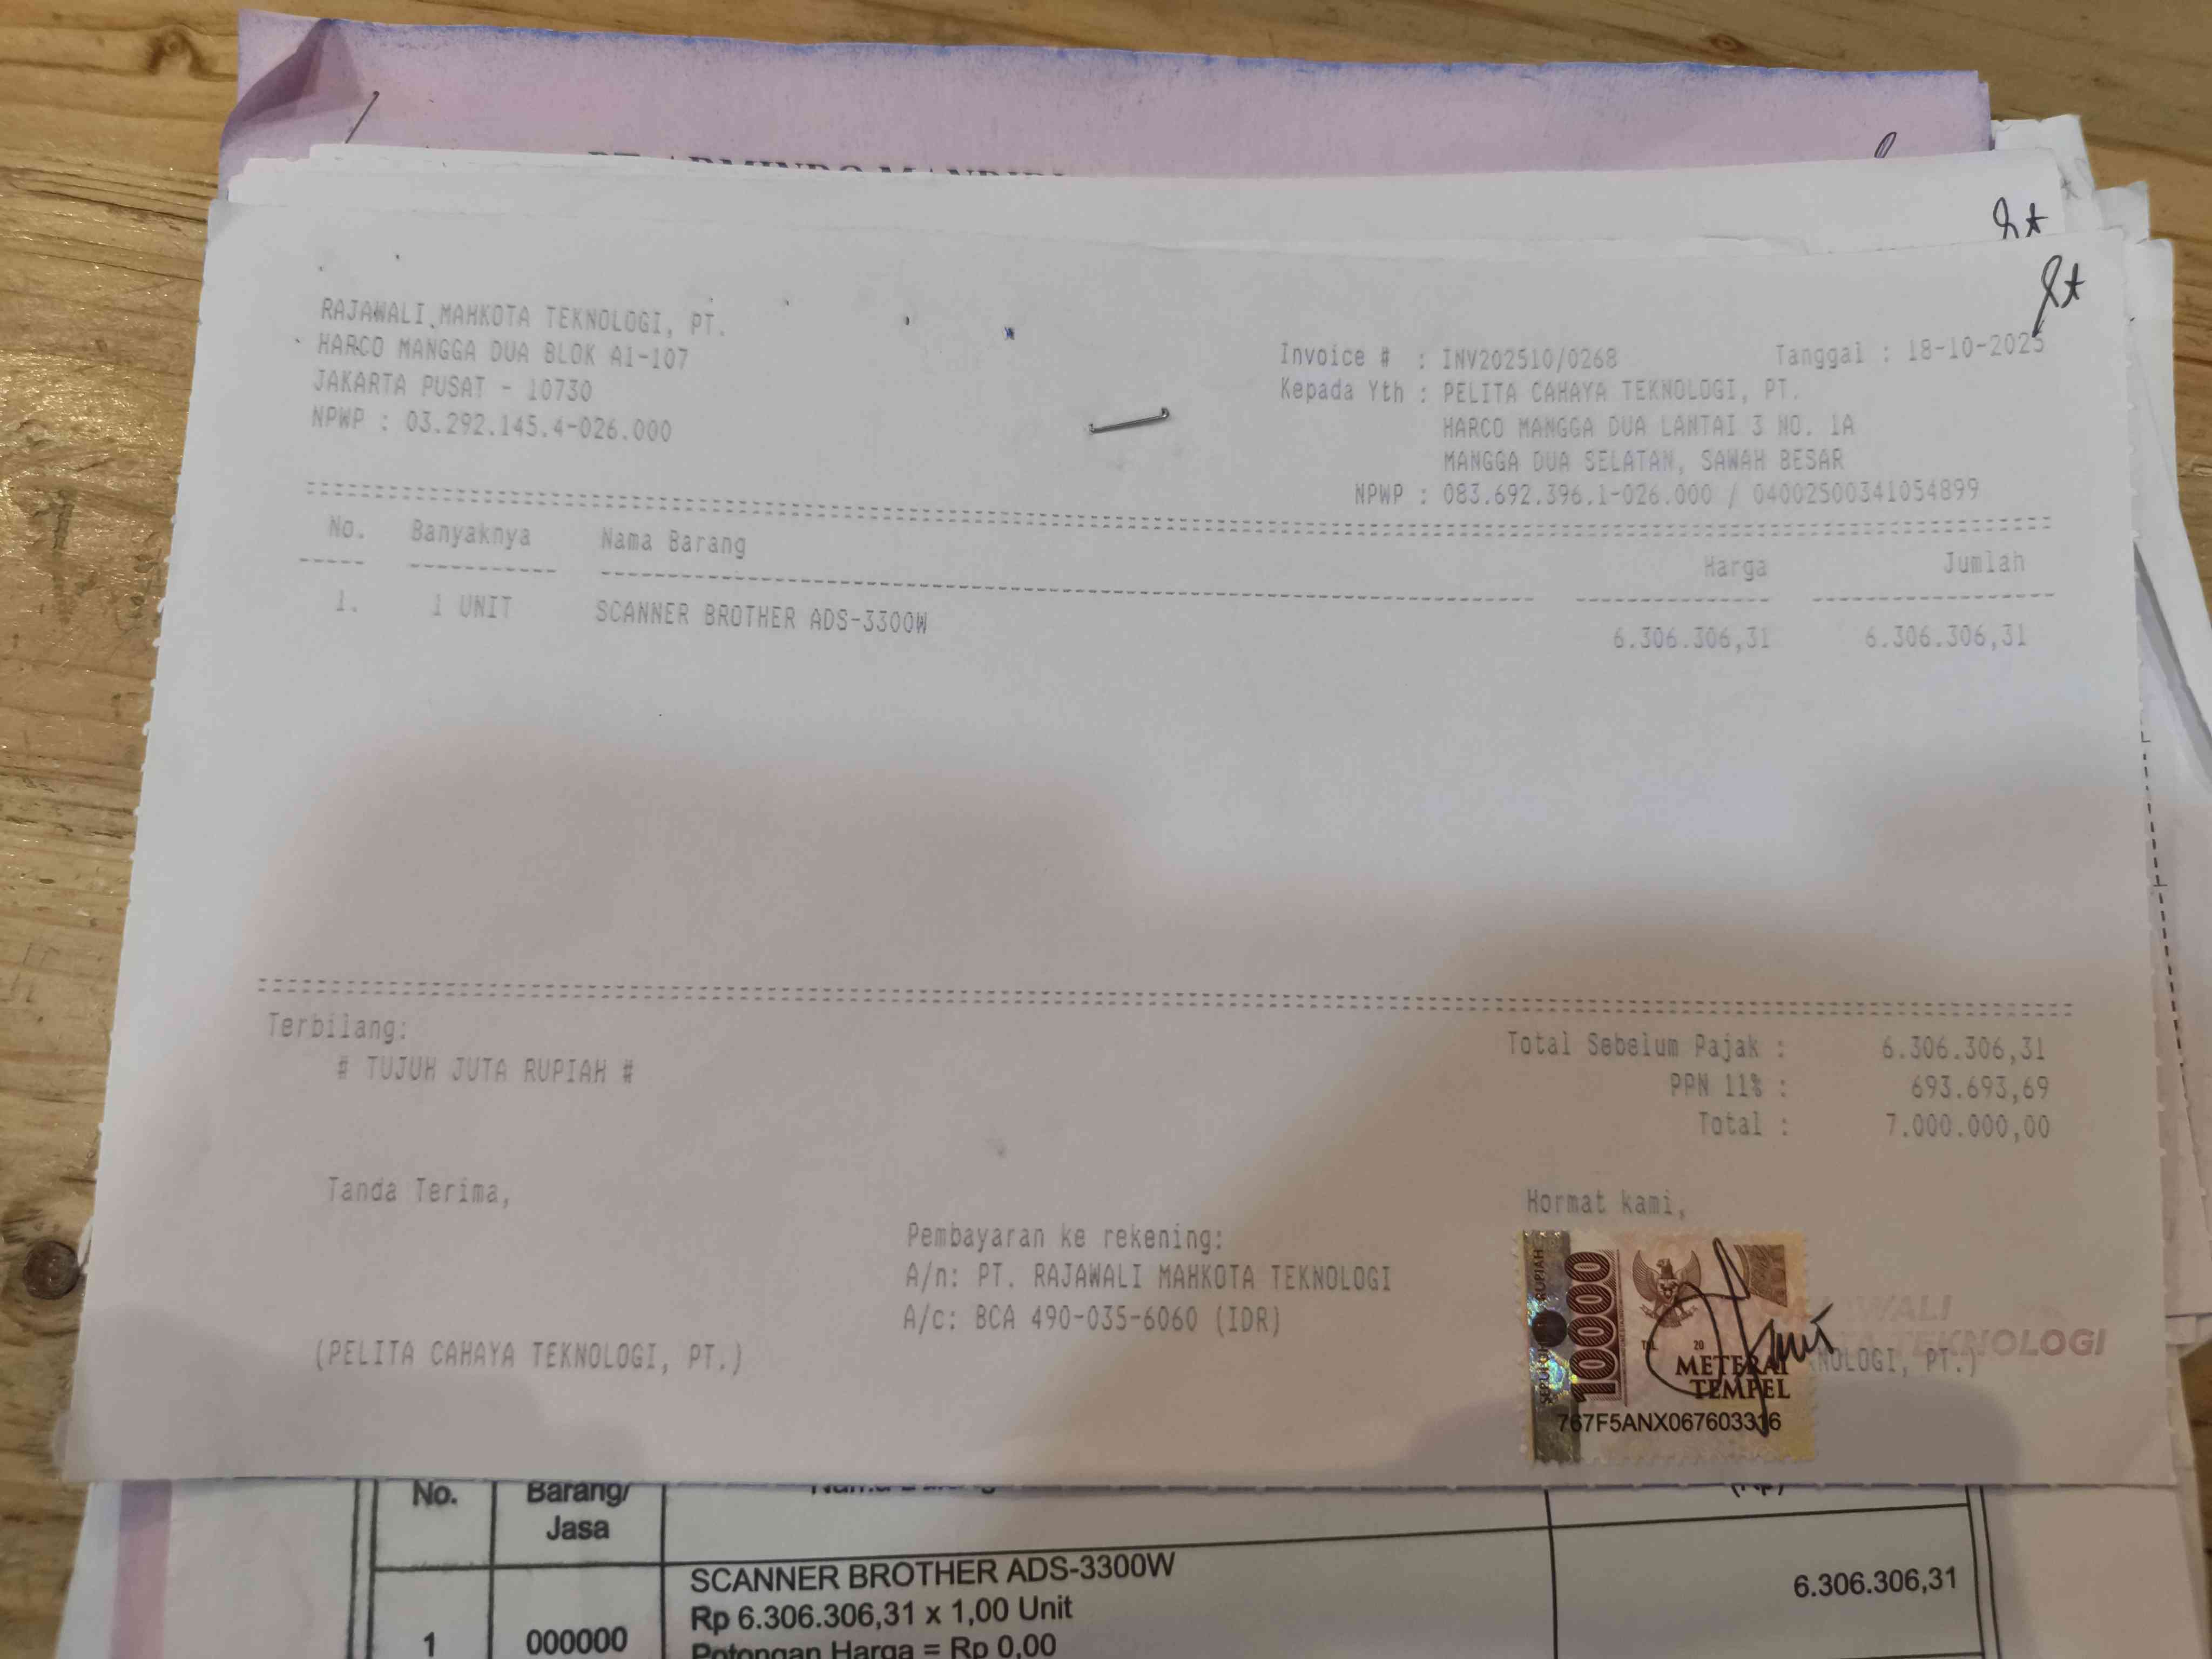 RAJAWALI MAHKOTA TEKNOLOGI, PT.
HARCO MANGGA DUA BLOK A1-107
JAKARTA PUSAT - 10730
NPWP : 03.292.145.4-026.000
Invoice # : INV202510/0268 Tanggal : 18-10-2025
Kepada Yth : PELITA CAHAYA TEKNOLOGI, PT.
HARCO MANGGA DUA LANTAI 3 NO. 1A
MANGGA DUA SELATAN, SAWAH BESAR
NPWP : 083.692.396.1-026.000 / 04002500341054899
No. Banyaknya Nama Barang Harga Jumlah
1. 1 UNIT SCANNER BROTHER ADS-3300W 6.306.306,31 6.306.306,31
Terbilang:
# TUJUH JUTA RUPIAH #
Total Sebelum Pajak : 6.306.306,31
PPN 11% : 693.693,69
Total : 7.000.000,00
Tanda Terima,
(PELITA CAHAYA TEKNOLOGI, PT.)
Pembayaran ke rekening:
A/n: PT. RAJAWALI MAHKOTA TEKNOLOGI
A/c: BCA 490-035-6060 (IDR)
Hormat kami,
10000
RUPIAH
TGL 20
METERAI
TEMPEL
767F5ANX067603316
TEKNOLOGI
PT.)
No. Barang/
Jasa
SCANNER BROTHER ADS-3300W
Rp 6.306.306,31 x 1,00 Unit
Potongan Harga = Rp 0,00
1 000000
6.306.306,31